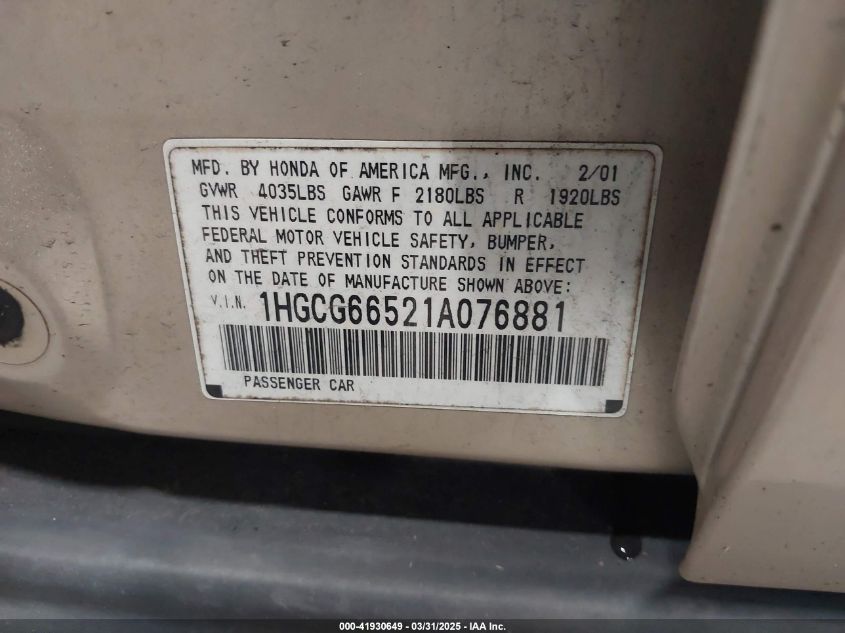 MFD. BY HONDA OF AMERICA MFG., INC. 2/01
GVWR 4035LBS GAWR F 2180LBS R 1920LBS
THIS VEHICLE CONFORMS TO ALL APPLICABLE
FEDERAL MOTOR VEHICLE SAFETY, BUMPER,
AND THEFT PREVENTION STANDARDS IN EFFECT
ON THE DATE OF MANUFACTURE SHOWN ABOVE:
V.I.N. 1HGCG66521A076881
PASSENGER CAR
000-41930649 - 03/31/2025 - IAA Inc.